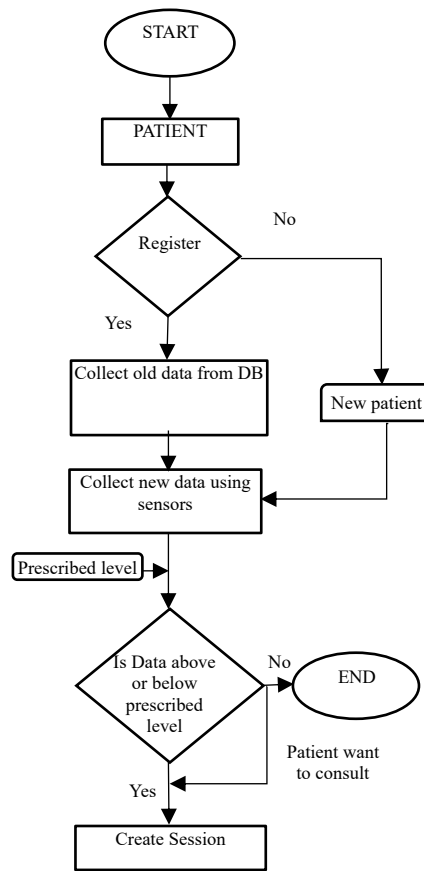 START
PATIENT
Register
No
Yes
Collect old data from DB
New patient
Collect new data using
sensors
Prescribed level
Is Data above
or below
prescribed
level
No
END
Patient want
to consult
Yes
Create Session